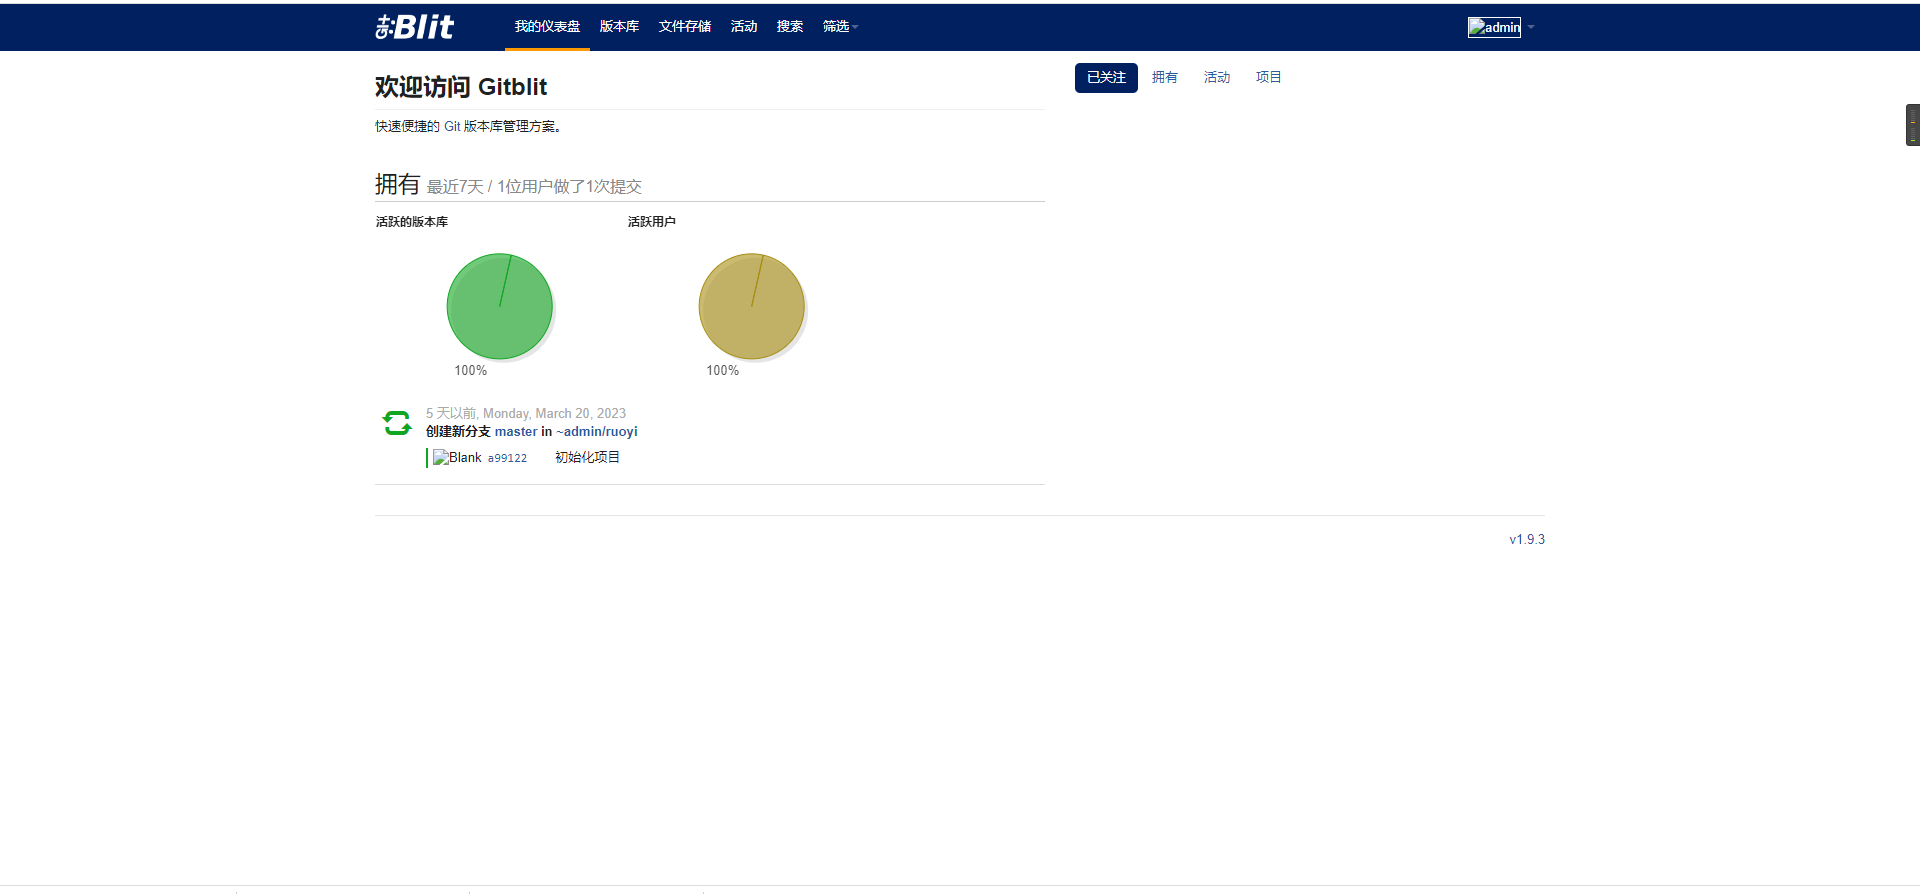 git:Blit 我的仪表盘 版本库 文件存储 活动 搜索 筛选 admin
欢迎访问 Gitblit
已关注 拥有 活动 项目
快速便捷的 Git 版本库管理方案。
拥有 最近7天 / 1位用户做了1次提交
活跃的版本库 活跃用户
100% 100%
5 天以前, Monday, March 20, 2023
创建新分支 master in ~admin/ruoyi
Blank a99122 初始化项目
v1.9.3